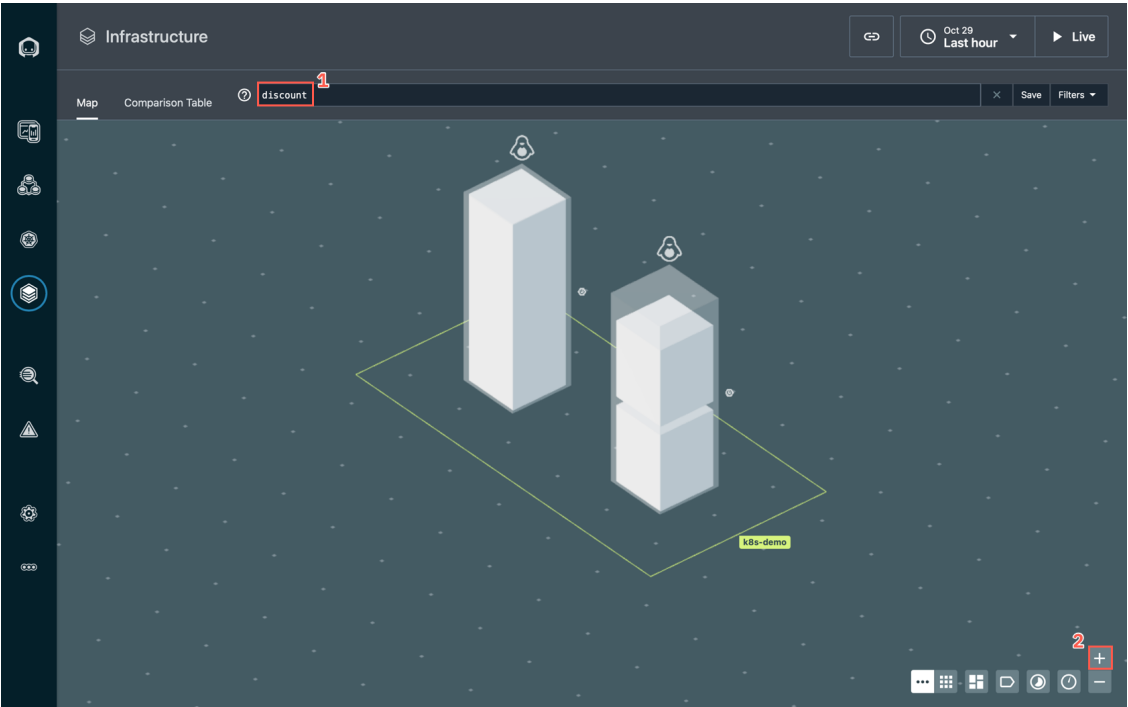 Infrastructure
Oct 29
Last hour
Live
1
Map
Comparison Table
discount
Save
Filters
k8s-demo
2